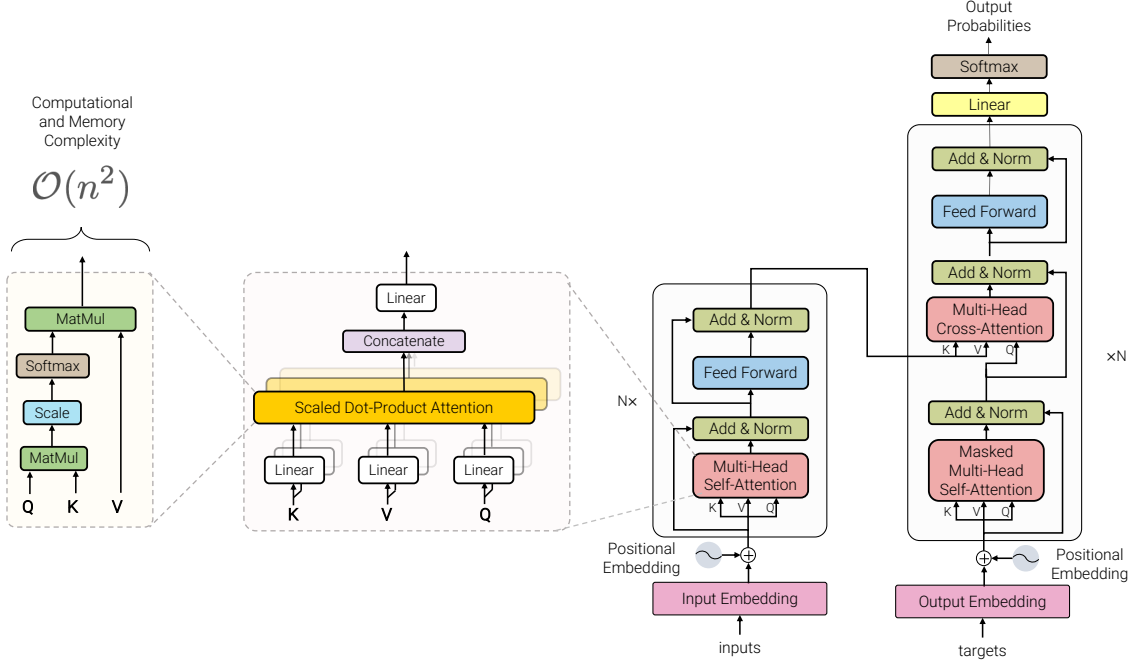 Computational
and Memory
Complexity
O(n²)
MatMul
Softmax
Scale
MatMul
Q K V
Linear
Concatenate
Scaled Dot-Product Attention
Linear Linear Linear
K V Q
N×
Add & Norm
Feed Forward
Add & Norm
Multi-Head
Self-Attention
K V Q
Positional
Embedding
Input Embedding
inputs
Output
Probabilities
Softmax
Linear
Add & Norm
Feed Forward
Add & Norm
Multi-Head
Cross-Attention
K V Q
×N
Add & Norm
Masked
Multi-Head
Self-Attention
K V Q
Positional
Embedding
Output Embedding
targets